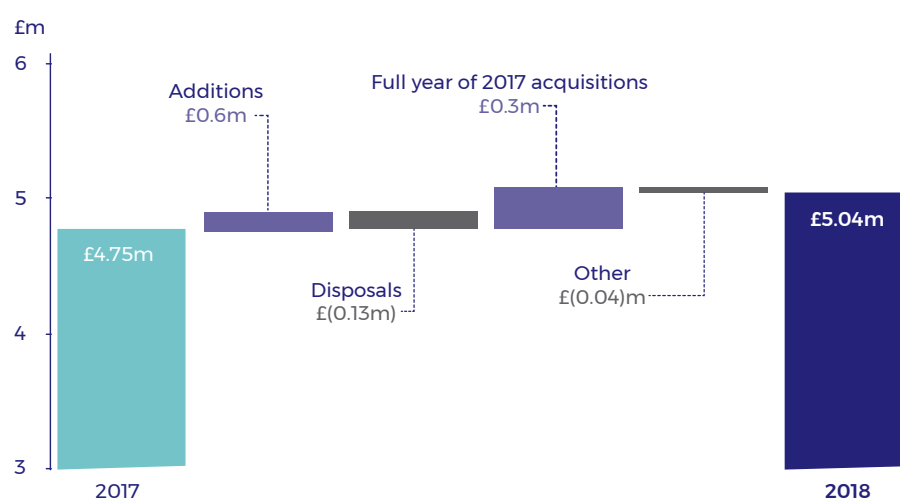 £m
6
5
4
3
Additions
£0.6m
Full year of 2017 acquisitions
£0.3m
£4.75m
Disposals
£(0.13m)
Other
£(0.04)m
£5.04m
2017
2018